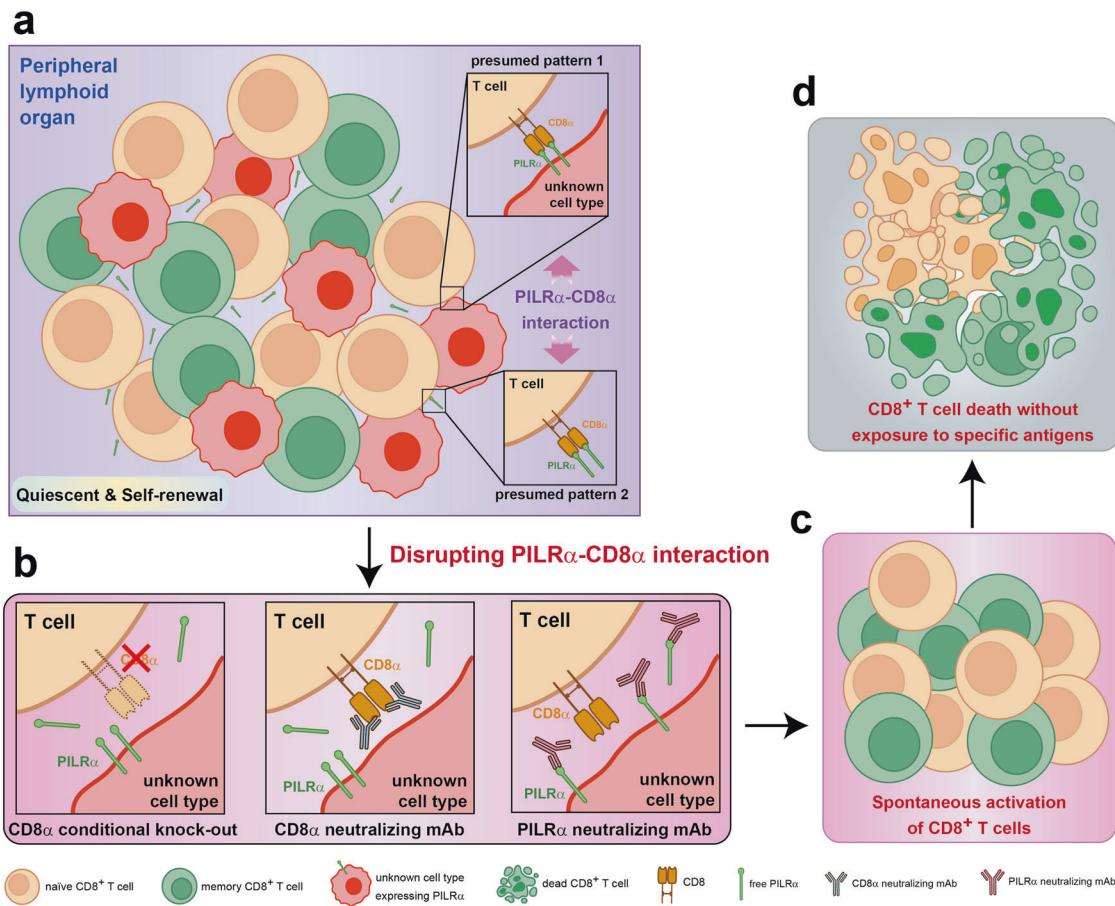 a
Peripheral
lymphoid
organ
presumed pattern 1
T cell
CD8α
PILRα
unknown
cell type
PILRα-CD8α
interaction
T cell
CD8α
PILRα
presumed pattern 2
Quiescent & Self-renewal
Disrupting PILRα-CD8α interaction
b
T cell
CD8α
PILRα
unknown
cell type
CD8α conditional knock-out
T cell
CD8α
PILRα
unknown
cell type
CD8α neutralizing mAb
T cell
CD8α
PILRα
unknown
cell type
PILRα neutralizing mAb
c
Spontaneous activation
of CD8⁺ T cells
d
CD8⁺ T cell death without
exposure to specific antigens
naïve CD8⁺ T cell
memory CD8⁺ T cell
unknown cell type
expressing PILRα
dead CD8⁺ T cell
CD8
free PILRα
CD8α neutralizing mAb
PILRα neutralizing mAb